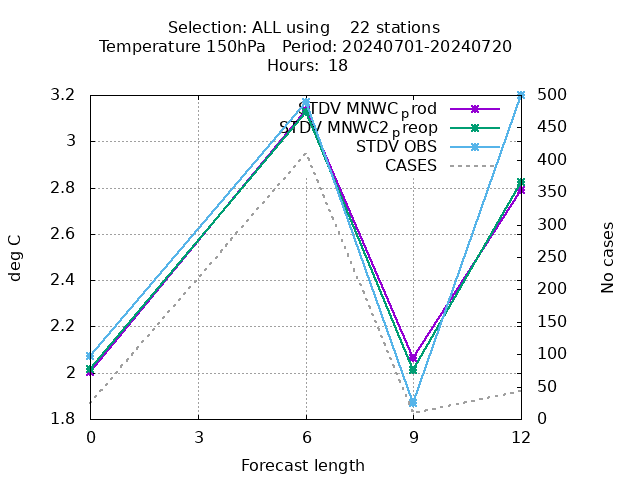 Selection: ALL using    22 stations
Temperature 150hPa   Period: 20240701-20240720
Hours:  18
STDV MNWC_prod
STDV MNWC2_preop
STDV OBS
CASES
3.2
3
2.8
2.6
2.4
2.2
2
1.8
deg C
500
450
400
350
300
250
200
150
100
50
0
No cases
0 3 6 9 12
Forecast length